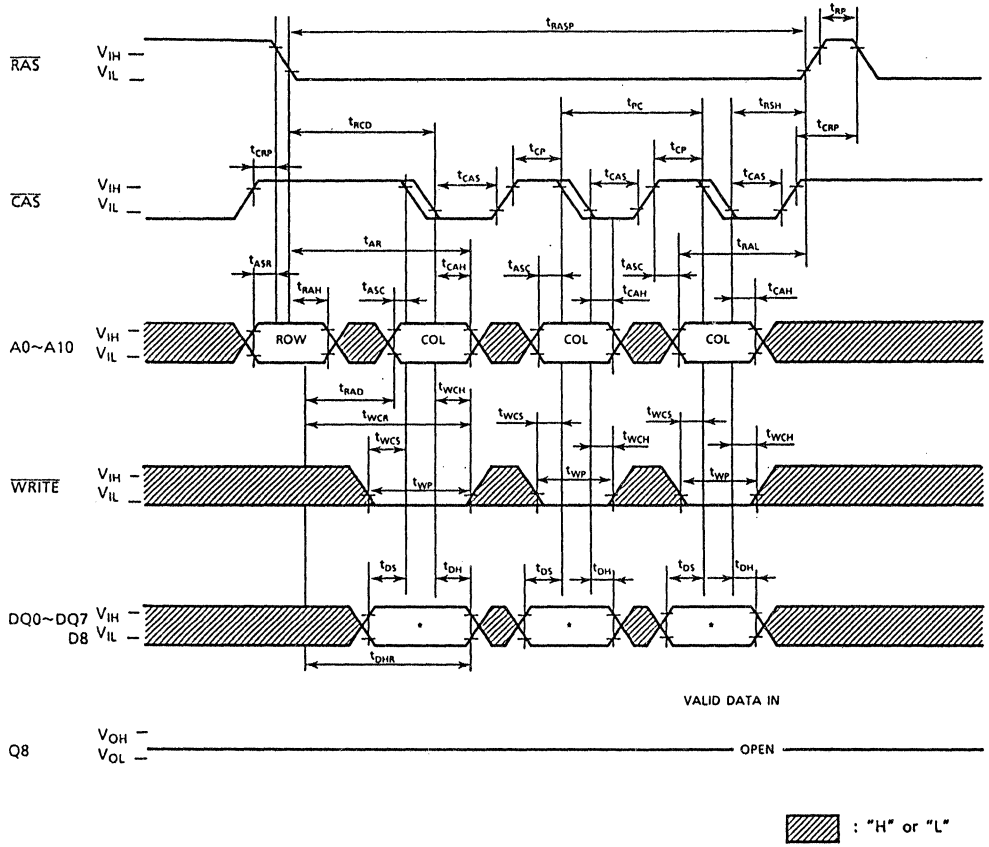 tRP
tRASP
RAS
VIH
VIL
tPC
tRSH
tRCD
tCRP
tCRP
tCP
tCP
tCAS
tCAS
tCAS
CAS
VIH
VIL
tAR
tRAL
tASR
tCAH
tASC
tASC
tRAH
tASC
tCAH
tCAH
A0~A10
VIH
VIL
ROW
COL
COL
COL
tRAD
tWCH
tWCR
tWCS
tWCS
tWCS
tWCH
tWCH
WRITE
VIH
VIL
tWP
tWP
tWP
tDS
tDH
tDS
tDH
tDS
tDH
DQ0~DQ7
D8
VIH
VIL
*
*
*
tDHR
VALID DATA IN
Q8
VOH
VOL
OPEN
: "H" or "L"